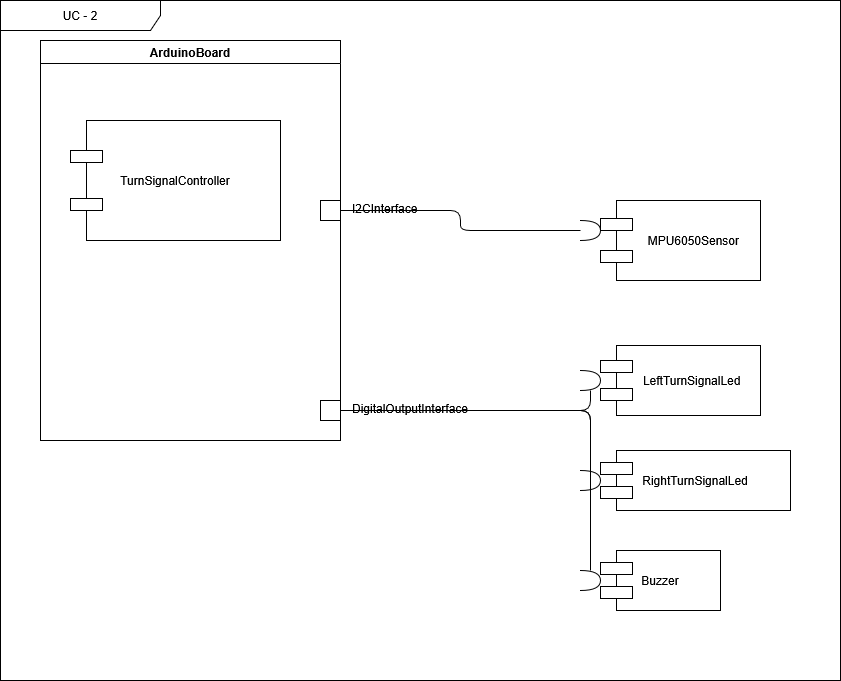 UC - 2
ArduinoBoard
TurnSignalController
I2CInterface
MPU6050Sensor
LeftTurnSignalLed
DigitalOutputInterface
RightTurnSignalLed
Buzzer